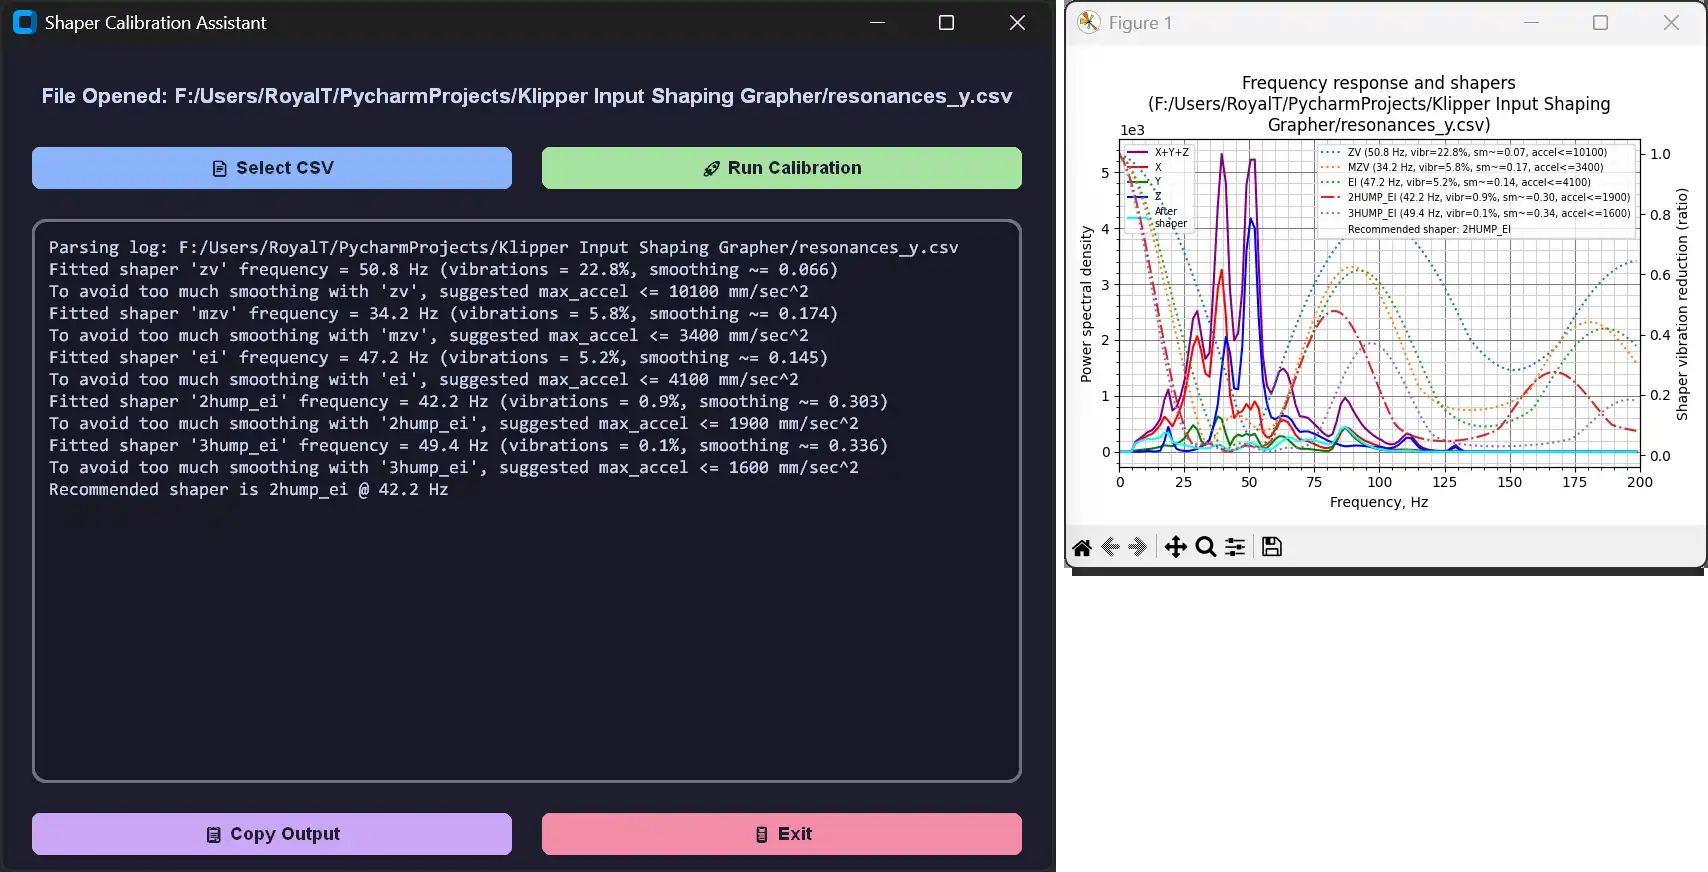 Shaper Calibration Assistant
File Opened: F:/Users/RoyalT/PycharmProjects/Klipper Input Shaping Grapher/resonances_y.csv
Select CSV
Run Calibration
Parsing log: F:/Users/RoyalT/PycharmProjects/Klipper Input Shaping Grapher/resonances_y.csv
Fitted shaper 'zv' frequency = 50.8 Hz (vibrations = 22.8%, smoothing ~= 0.066)
To avoid too much smoothing with 'zv', suggested max_accel <= 10100 mm/sec^2
Fitted shaper 'mzv' frequency = 34.2 Hz (vibrations = 5.8%, smoothing ~= 0.174)
To avoid too much smoothing with 'mzv', suggested max_accel <= 3400 mm/sec^2
Fitted shaper 'ei' frequency = 47.2 Hz (vibrations = 5.2%, smoothing ~= 0.145)
To avoid too much smoothing with 'ei', suggested max_accel <= 4100 mm/sec^2
Fitted shaper '2hump_ei' frequency = 42.2 Hz (vibrations = 0.9%, smoothing ~= 0.303)
To avoid too much smoothing with '2hump_ei', suggested max_accel <= 1900 mm/sec^2
Fitted shaper '3hump_ei' frequency = 49.4 Hz (vibrations = 0.1%, smoothing ~= 0.336)
To avoid too much smoothing with '3hump_ei', suggested max_accel <= 1600 mm/sec^2
Recommended shaper is 2hump_ei @ 42.2 Hz
Copy Output
Exit
Figure 1
Frequency response and shapers
(F:/Users/RoyalT/PycharmProjects/Klipper Input Shaping
Grapher/resonances_y.csv)
1e3
X+Y+Z
X
Y
Z
After
shaper
ZV (50.8 Hz, vibr=22.8%, sm~=0.07, accel<=10100)
MZV (34.2 Hz, vibr=5.8%, sm~=0.17, accel<=3400)
EI (47.2 Hz, vibr=5.2%, sm~=0.14, accel<=4100)
2HUMP_EI (42.2 Hz, vibr=0.9%, sm~=0.30, accel<=1900)
3HUMP_EI (49.4 Hz, vibr=0.1%, sm~=0.34, accel<=1600)
Recommended shaper: 2HUMP_EI
Power spectral density
5
4
3
2
1
0
1.0
0.8
0.6
0.4
0.2
0.0
Shaper vibration reduction (ratio)
0 25 50 75 100 125 150 175 200
Frequency, Hz